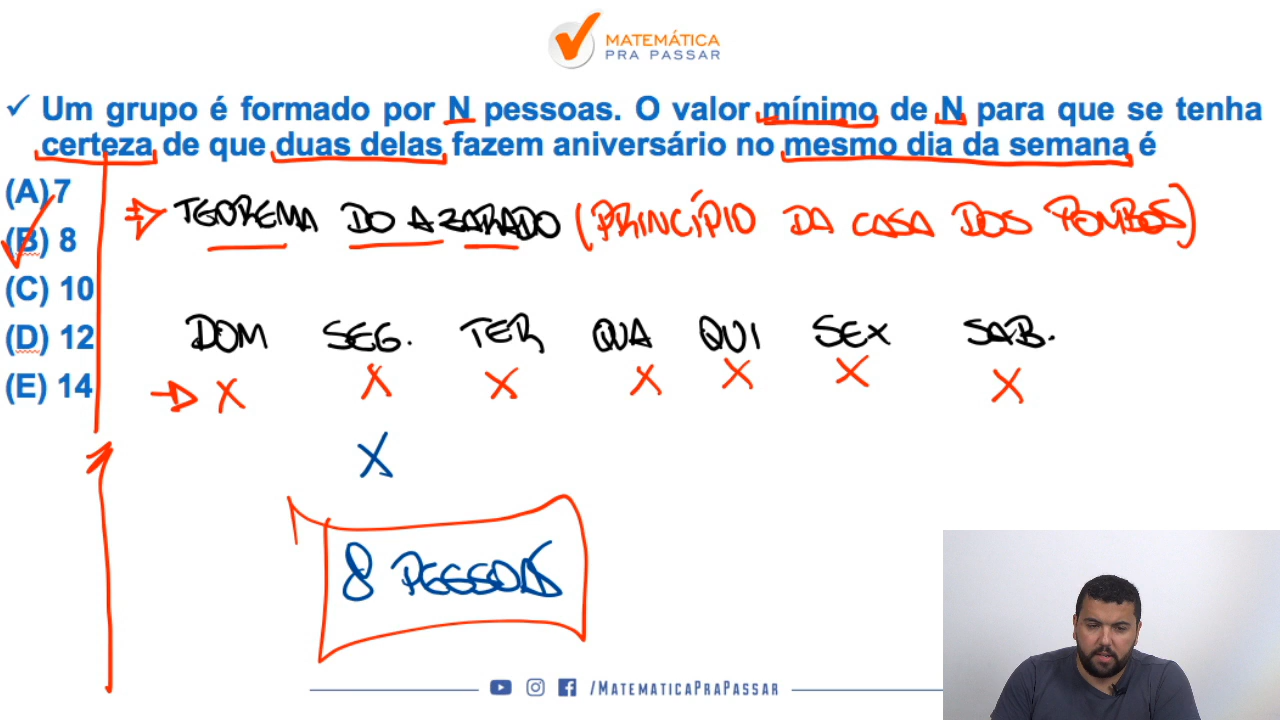 MATEMÁTICA
PRA PASSAR
✓ Um grupo é formado por N pessoas. O valor mínimo de N para que se tenha
certeza de que duas delas fazem aniversário no mesmo dia da semana é
(A) 7
(B) 8
(C) 10
(D) 12
(E) 14
⇒ TEOREMA DO AZARADO (PRINCÍPIO DA CASA DOS POMBOS)
DOM SEG. TER QUA QUI SEX SAB.
→ X X X X X X X
X
8 PESSOAS
/MATEMATICAPRAPASSAR